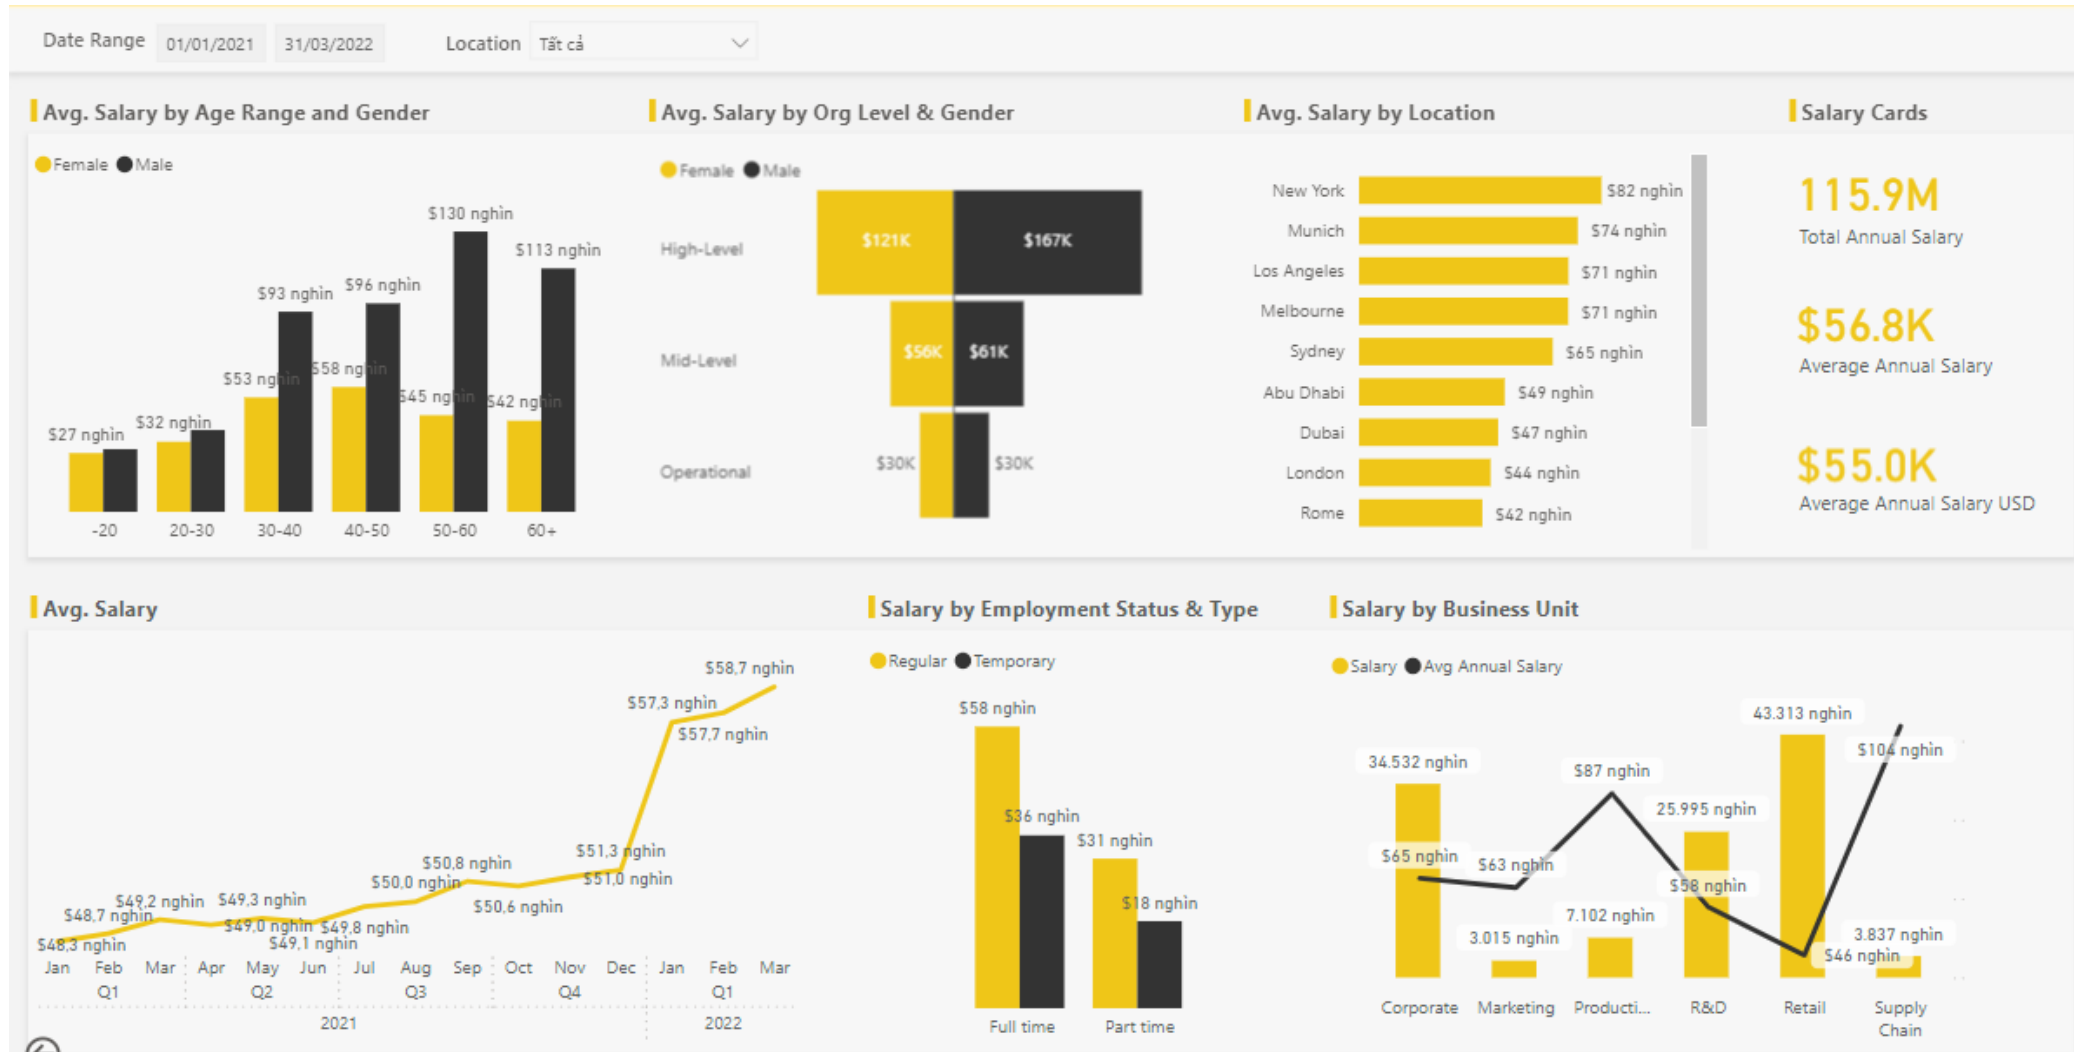 Date Range 01/01/2021 31/03/2022 Location Tất cả
Avg. Salary by Age Range and Gender
Female Male
$130 nghìn
$113 nghìn
$93 nghìn $96 nghìn
$53 nghìn $58 nghìn
$45 nghìn $42 nghìn
$27 nghìn $32 nghìn
-20 20-30 30-40 40-50 50-60 60+
Avg. Salary by Org Level & Gender
Female Male
High-Level $121K $167K
Mid-Level $56K $61K
Operational $30K $30K
Avg. Salary by Location
New York $82 nghìn
Munich $74 nghìn
Los Angeles $71 nghìn
Melbourne $71 nghìn
Sydney $65 nghìn
Abu Dhabi $49 nghìn
Dubai $47 nghìn
London $44 nghìn
Rome $42 nghìn
Salary Cards
115.9M
Total Annual Salary
$56.8K
Average Annual Salary
$55.0K
Average Annual Salary USD
Avg. Salary
$58,7 nghìn
$57,3 nghìn
$57,7 nghìn
$51,3 nghìn
$50,8 nghìn
$50,0 nghìn $51,0 nghìn
$49,2 nghìn $49,3 nghìn
$50,6 nghìn
$48,7 nghìn
$49,0 nghìn $49,8 nghìn
$48,3 nghìn $49,1 nghìn
Jan Feb Mar Apr May Jun Jul Aug Sep Oct Nov Dec Jan Feb Mar
Q1 Q2 Q3 Q4 Q1
2021 2022
Salary by Employment Status & Type
Regular Temporary
$58 nghìn
$36 nghìn
$31 nghìn
$18 nghìn
Full time Part time
Salary by Business Unit
Salary Avg Annual Salary
43.313 nghìn
$104 nghìn
34.532 nghìn
$87 nghìn
25.995 nghìn
$65 nghìn $63 nghìn
$58 nghìn
7.102 nghìn
3.015 nghìn 3.837 nghìn
$46 nghìn
Corporate Marketing Producti... R&D Retail Supply
Chain